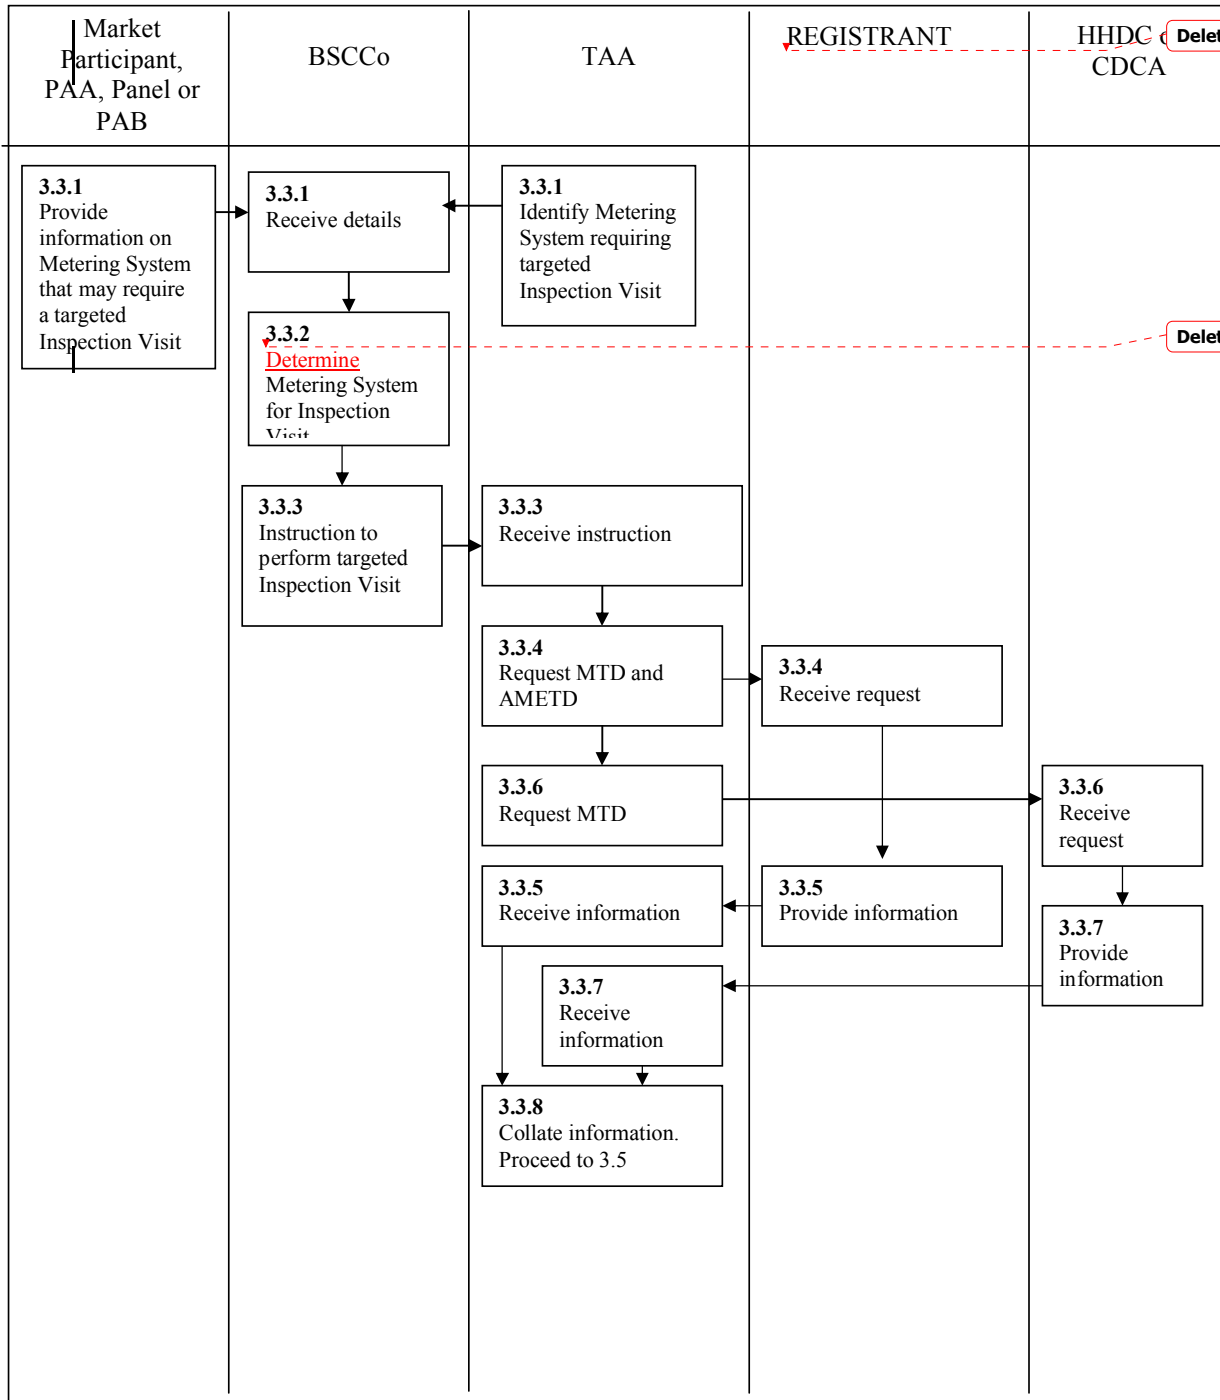 Market
Participant,
PAA, Panel or
PAB
BSCCo
TAA
REGISTRANT
HHDC
CDCA
Delet
3.3.1
Provide
information on
Metering System
that may require
a targeted
Inspection Visit
3.3.1
Receive details
3.3.1
Identify Metering
System requiring
targeted
Inspection Visit
3.3.2
Determine
Metering System
for Inspection
Visit
Delet
3.3.3
Instruction to
perform targeted
Inspection Visit
3.3.3
Receive instruction
3.3.4
Request MTD and
AMETD
3.3.4
Receive request
3.3.6
Request MTD
3.3.6
Receive
request
3.3.5
Receive information
3.3.5
Provide information
3.3.7
Provide
information
3.3.7
Receive
information
3.3.8
Collate information.
Proceed to 3.5